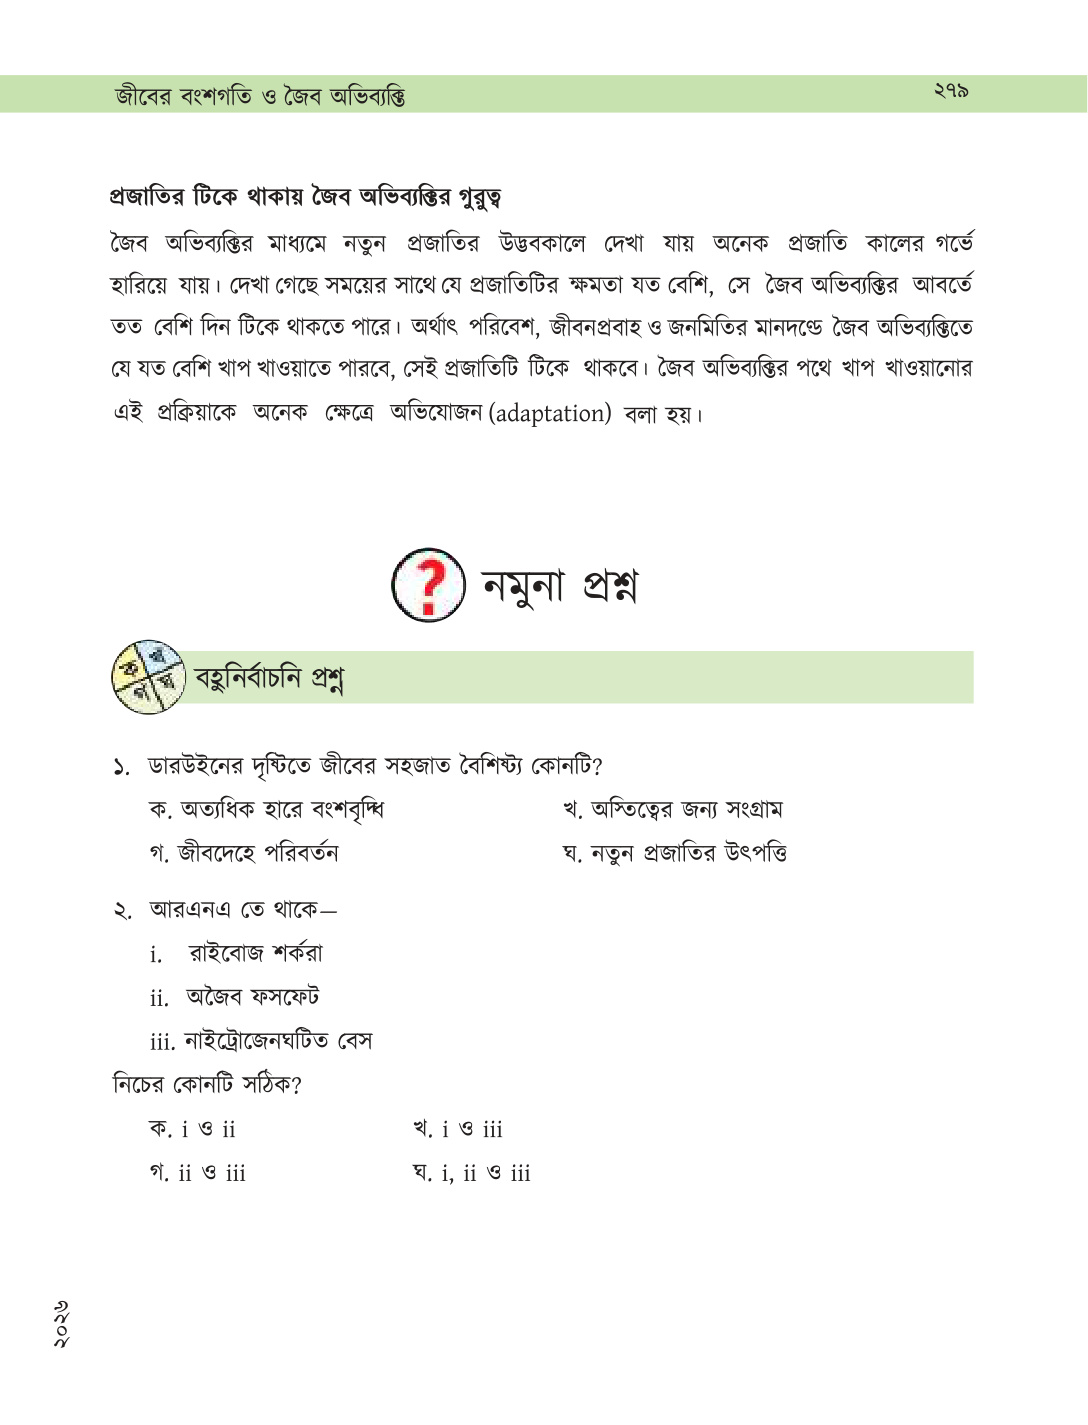 জীবের বংশগতি ও জৈব অভিব্যক্তি
২৭৯
প্রজাতির টিকে থাকায় জৈব অভিব্যক্তির গুরুত্ব
জৈব অভিব্যক্তির মাধ্যমে নতুন প্রজাতির উদ্ভবকালে দেখা যায় অনেক প্রজাতি কালের গর্ভে
হারিয়ে যায়। দেখা গেছে সময়ের সাথে যে প্রজাতিটির ক্ষমতা যত বেশি, সে জৈব অভিব্যক্তির আবর্তে
তত বেশি দিন টিকে থাকতে পারে। অর্থাৎ পরিবেশ, জীবনপ্রবাহ ও জনমিতির মানদণ্ডে জৈব অভিব্যক্তিতে
যে যত বেশি খাপ খাওয়াতে পারবে, সেই প্রজাতিটি টিকে থাকবে। জৈব অভিব্যক্তির পথে খাপ খাওয়ানোর
এই প্রক্রিয়াকে অনেক ক্ষেত্রে অভিযোজন (adaptation) বলা হয়।
? নমুনা প্রশ্ন
ক খ গ ঘ
বহুনির্বাচনি প্রশ্ন
১. ডারউইনের দৃষ্টিতে জীবের সহজাত বৈশিষ্ট্য কোনটি?
ক. অত্যধিক হারে বংশবৃদ্ধি খ. অস্তিত্বের জন্য সংগ্রাম
গ. জীবদেহে পরিবর্তন ঘ. নতুন প্রজাতির উৎপত্তি
২. আরএনএ তে থাকে—
i. রাইবোজ শর্করা
ii. অজৈব ফসফেট
iii. নাইট্রোজেনঘটিত বেস
নিচের কোনটি সঠিক?
ক. i ও ii খ. i ও iii
গ. ii ও iii ঘ. i, ii ও iii
২০২৬